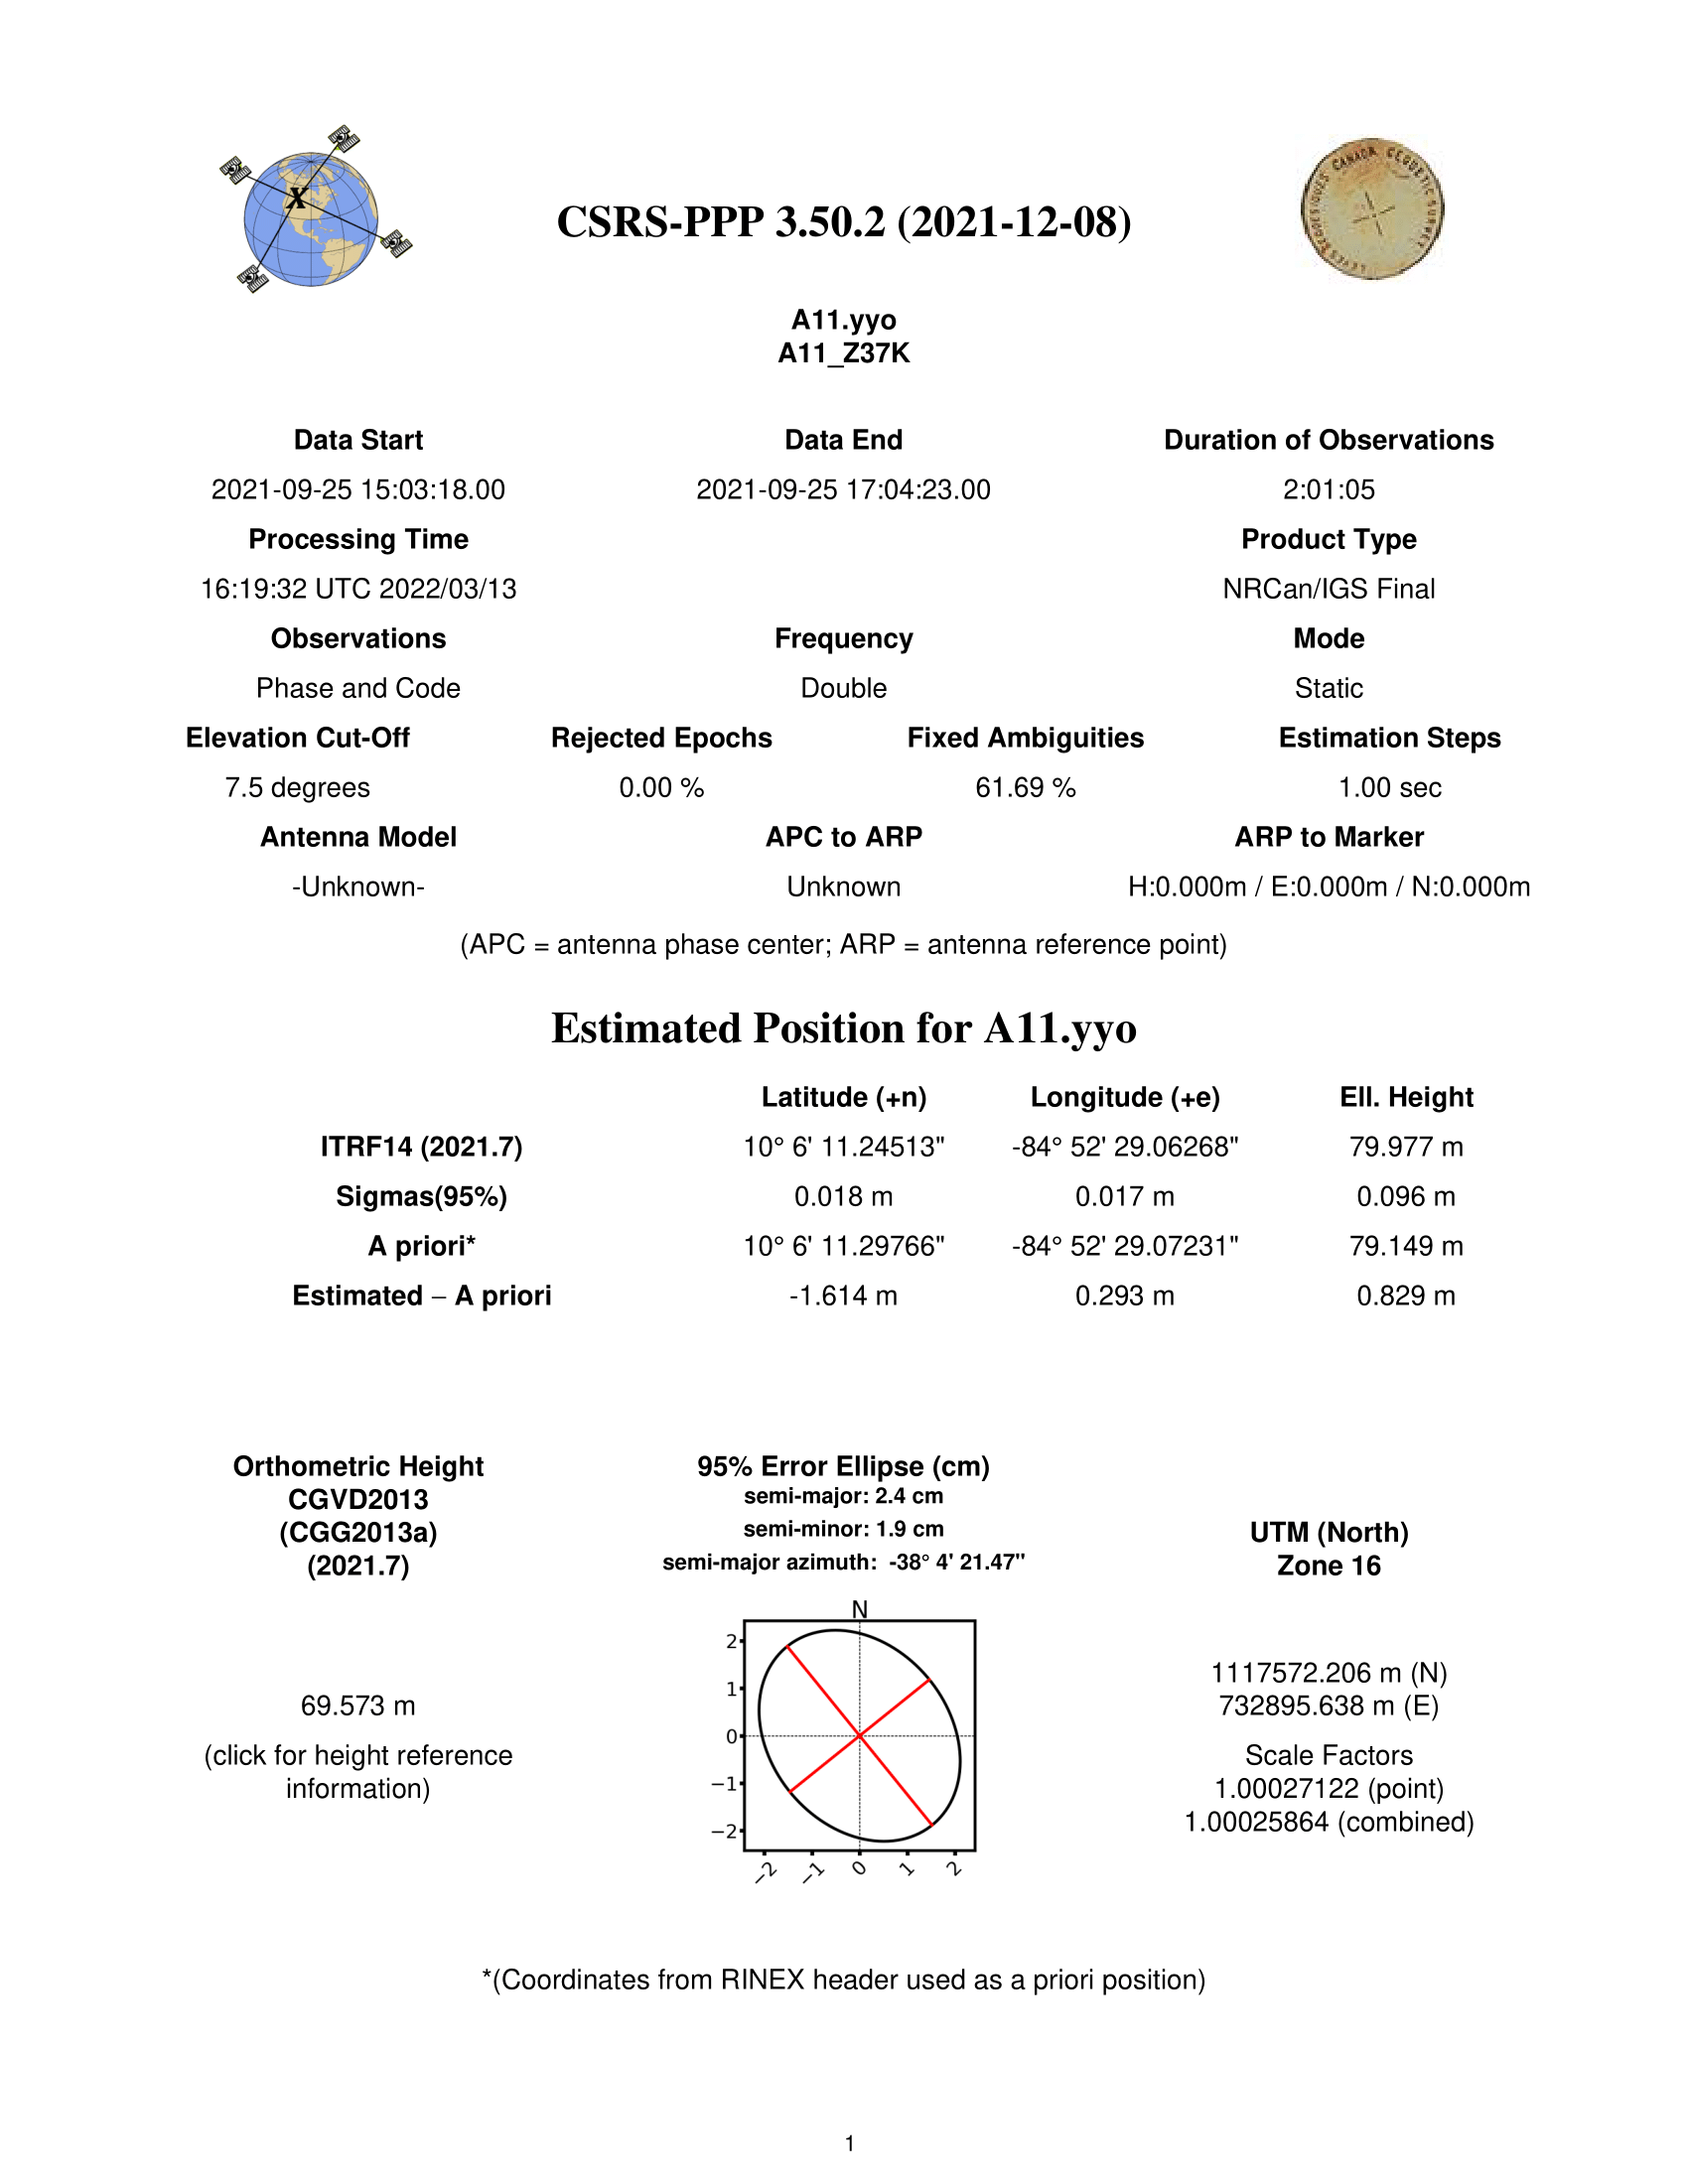 CANADA GEODETIC SURVEY
LEVES GEODESIQUES
X
CSRS-PPP 3.50.2 (2021-12-08)
A11.yyo
A11_Z37K
Data Start Data End Duration of Observations
2021-09-25 15:03:18.00 2021-09-25 17:04:23.00 2:01:05
Processing Time Product Type
16:19:32 UTC 2022/03/13 NRCan/IGS Final
Observations Frequency Mode
Phase and Code Double Static
Elevation Cut-Off Rejected Epochs Fixed Ambiguities Estimation Steps
7.5 degrees 0.00 % 61.69 % 1.00 sec
Antenna Model APC to ARP ARP to Marker
-Unknown- Unknown H:0.000m / E:0.000m / N:0.000m
(APC = antenna phase center; ARP = antenna reference point)
Estimated Position for A11.yyo
Latitude (+n) Longitude (+e) Ell. Height
ITRF14 (2021.7) 10° 6' 11.24513" -84° 52' 29.06268" 79.977 m
Sigmas(95%) 0.018 m 0.017 m 0.096 m
A priori* 10° 6' 11.29766" -84° 52' 29.07231" 79.149 m
Estimated − A priori -1.614 m 0.293 m 0.829 m
Orthometric Height
CGVD2013
(CGG2013a)
(2021.7)
69.573 m
(click for height reference
information)
95% Error Ellipse (cm)
semi-major: 2.4 cm
semi-minor: 1.9 cm
semi-major azimuth: -38° 4' 21.47"
N
2
1
0
−1
−2
−2 −1 0 1 2
UTM (North)
Zone 16
1117572.206 m (N)
732895.638 m (E)
Scale Factors
1.00027122 (point)
1.00025864 (combined)
*(Coordinates from RINEX header used as a priori position)
1